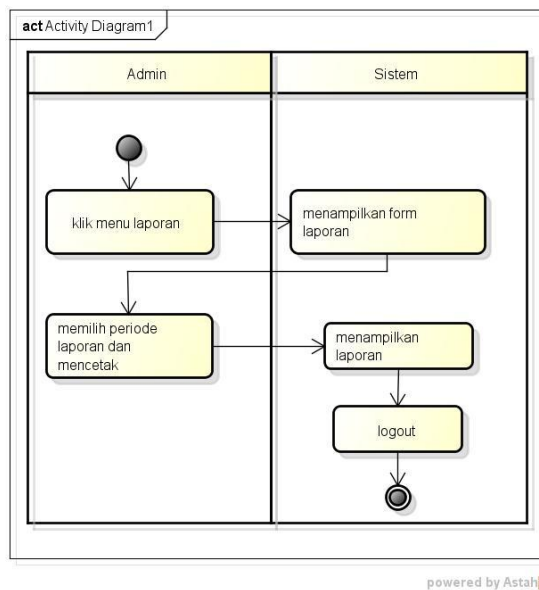 act Activity Diagram1
Admin
Sistem
klik menu laporan
menampilkan form
laporan
memilih periode
laporan dan
mencetak
menampilkan
laporan
logout
powered by Astah